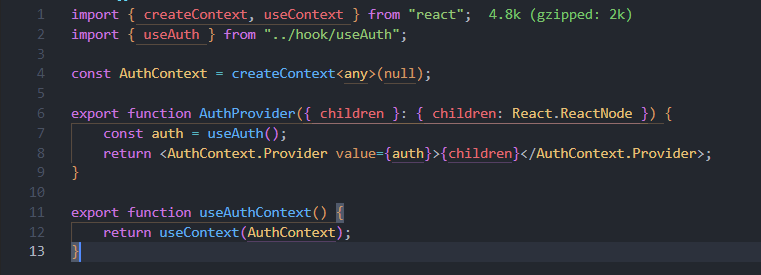 1 import { createContext, useContext } from "react"; 4.8k (gzipped: 2k)
2 import { useAuth } from "../hook/useAuth";
3
4 const AuthContext = createContext<any>(null);
5
6 export function AuthProvider({ children }: { children: React.ReactNode }) {
7 const auth = useAuth();
8 return <AuthContext.Provider value={auth}>{children}</AuthContext.Provider>;
9 }
10
11 export function useAuthContext() {
12 return useContext(AuthContext);
13 }